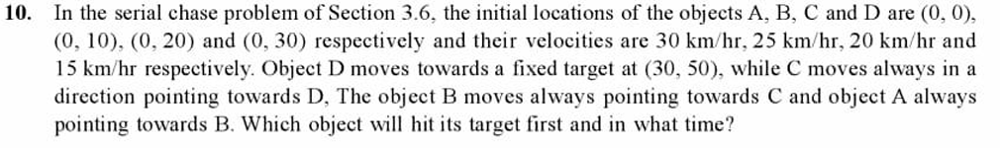 10. In the serial chase problem of Section 3.6, the initial locations of the objects A, B, C and D are (0, 0),
(0, 10), (0, 20) and (0, 30) respectively and their velocities are 30 km/hr, 25 km/hr, 20 km/hr and
15 km/hr respectively. Object D moves towards a fixed target at (30, 50), while C moves always in a
direction pointing towards D, The object B moves always pointing towards C and object A always
pointing towards B. Which object will hit its target first and in what time?